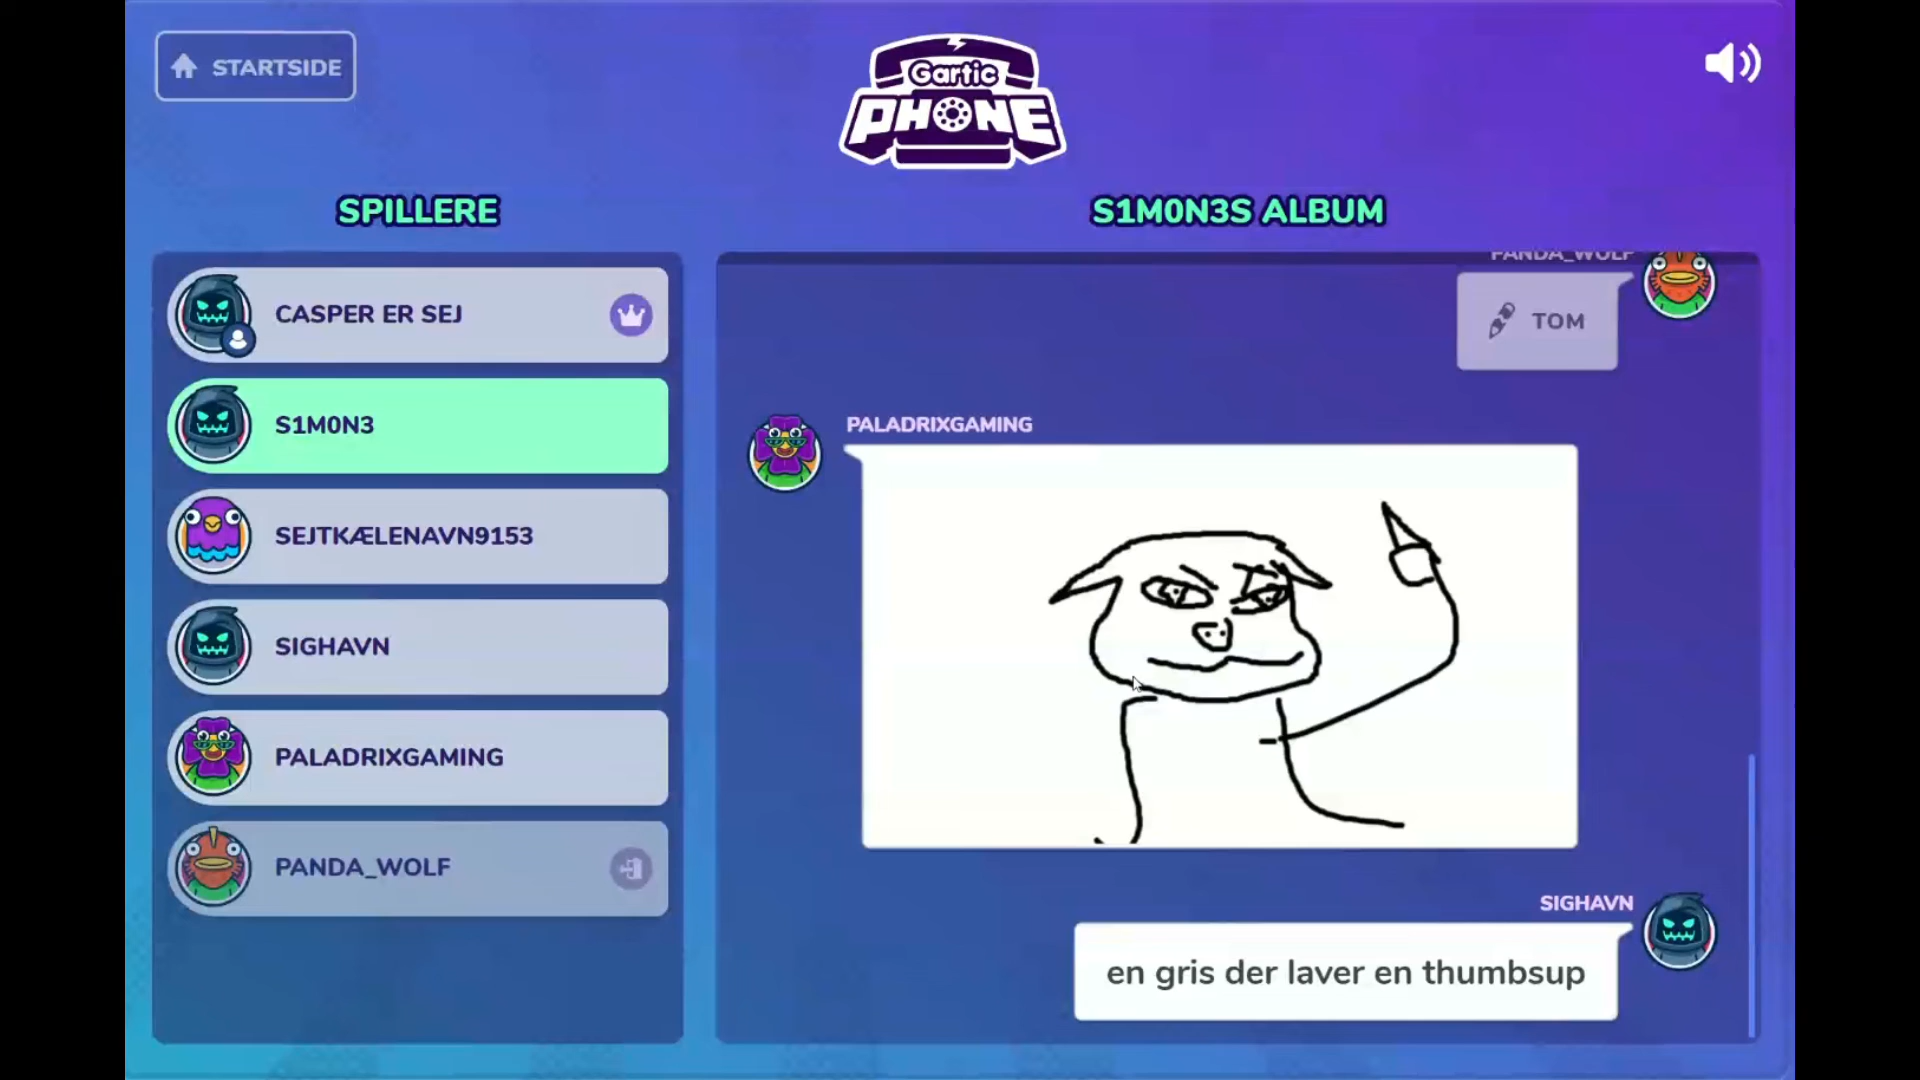 STARTSIDE
Gartic
PHONE
SPILLERE
S1M0N3S ALBUM
CASPER ER SEJ
S1M0N3
SEJTKÆLENAVN9153
SIGHAVN
PALADRIXGAMING
PANDA_WOLF
PANDA_WOLF
TOM
PALADRIXGAMING
SIGHAVN
en gris der laver en thumbsup